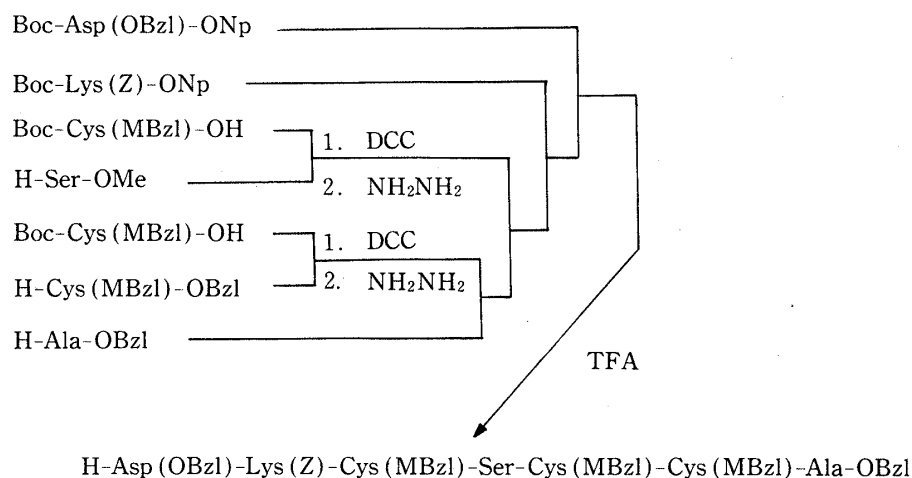 Boc-Asp(OBzl)-ONp
Boc-Lys(Z)-ONp
Boc-Cys(MBzl)-OH
1. DCC
H-Ser-OMe
2. NH₂NH₂
Boc-Cys(MBzl)-OH
1. DCC
H-Cys(MBzl)-OBzl
2. NH₂NH₂
H-Ala-OBzl
TFA
H-Asp(OBzl)-Lys(Z)-Cys(MBzl)-Ser-Cys(MBzl)-Cys(MBzl)-Ala-OBzl